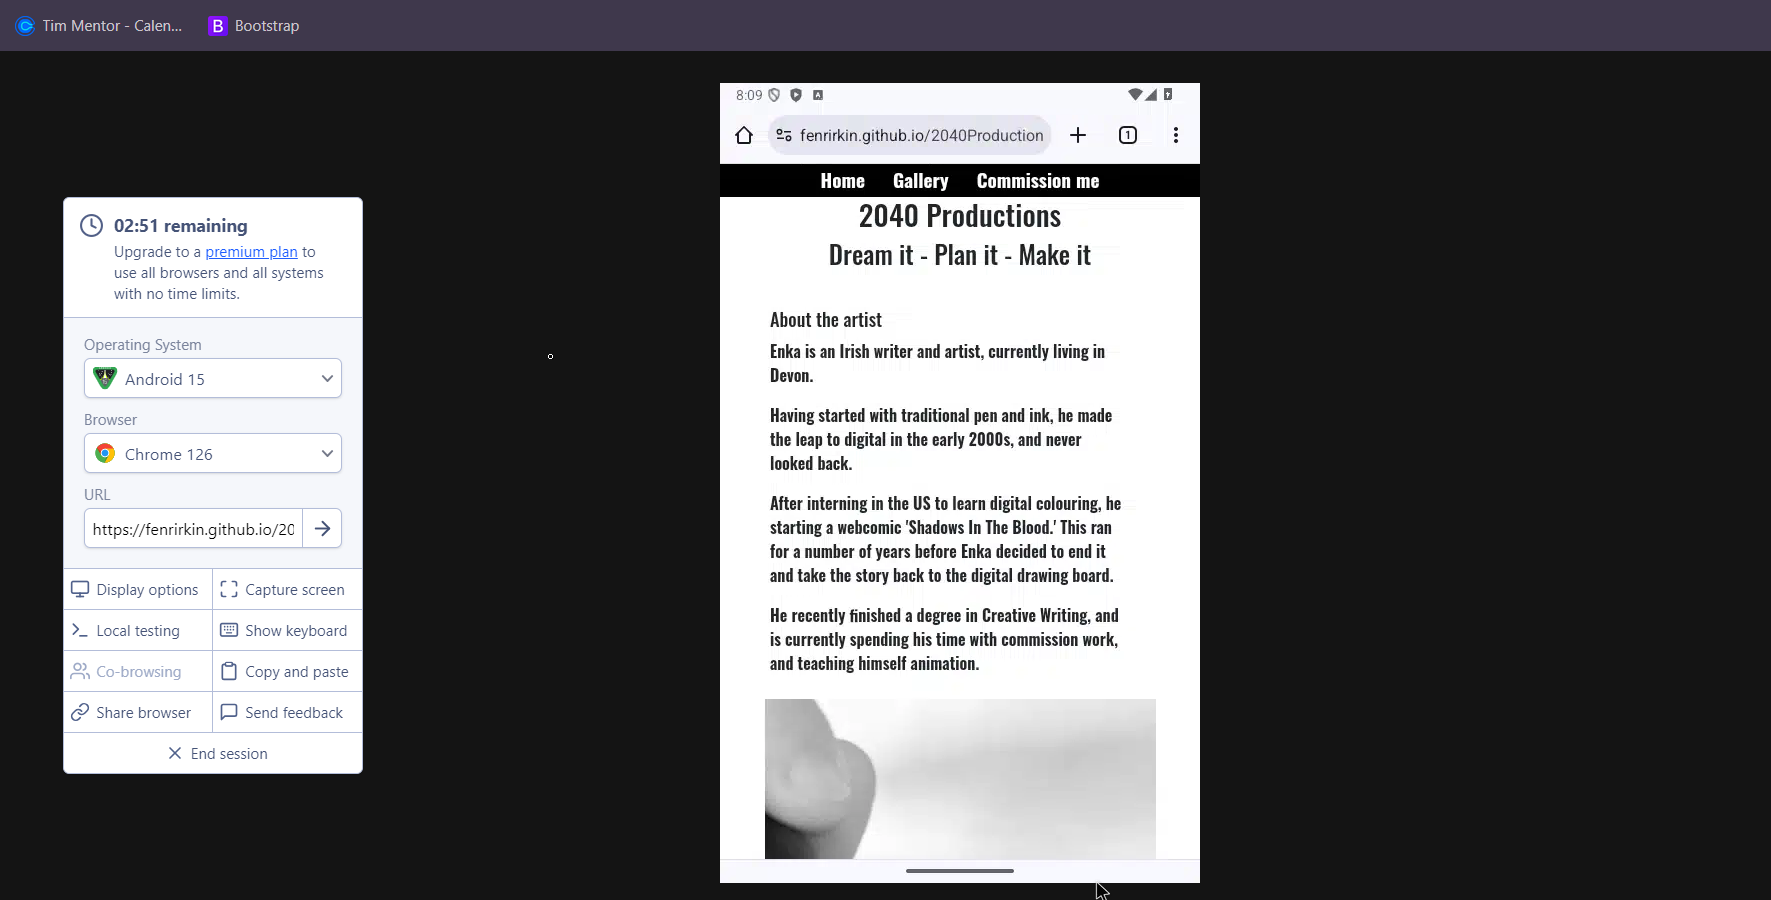 Tim Mentor - Calen...
Bootstrap
02:51 remaining
Upgrade to a premium plan to
use all browsers and all systems
with no time limits.
Operating System
Android 15
Browser
Chrome 126
URL
https://fenrirkin.github.io/20
Display options
Capture screen
Local testing
Show keyboard
Co-browsing
Copy and paste
Share browser
Send feedback
End session
8:09
fenrirkin.github.io/2040Production
1
Home
Gallery
Commission me
2040 Productions
Dream it - Plan it - Make it
About the artist
Enka is an Irish writer and artist, currently living in
Devon.
Having started with traditional pen and ink, he made
the leap to digital in the early 2000s, and never
looked back.
After interning in the US to learn digital colouring, he
starting a webcomic 'Shadows In The Blood.' This ran
for a number of years before Enka decided to end it
and take the story back to the digital drawing board.
He recently finished a degree in Creative Writing, and
is currently spending his time with commission work,
and teaching himself animation.